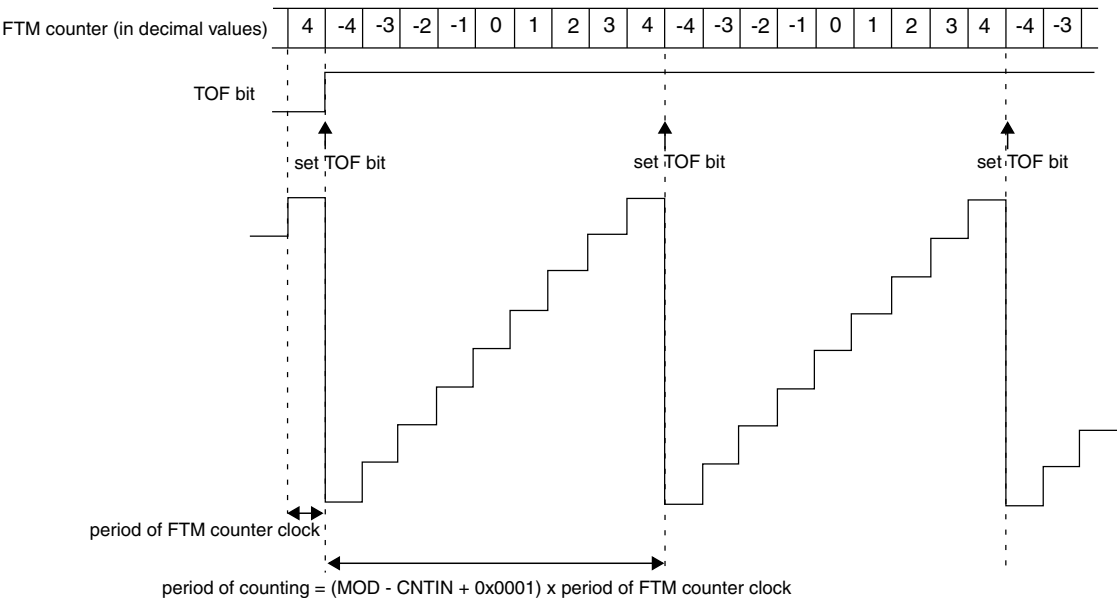 FTM counter (in decimal values) 4 -4 -3 -2 -1 0 1 2 3 4 -4 -3 -2 -1 0 1 2 3 4 -4 -3
TOF bit
set TOF bit set TOF bit set TOF bit
period of FTM counter clock
period of counting = (MOD - CNTIN + 0x0001) x period of FTM counter clock